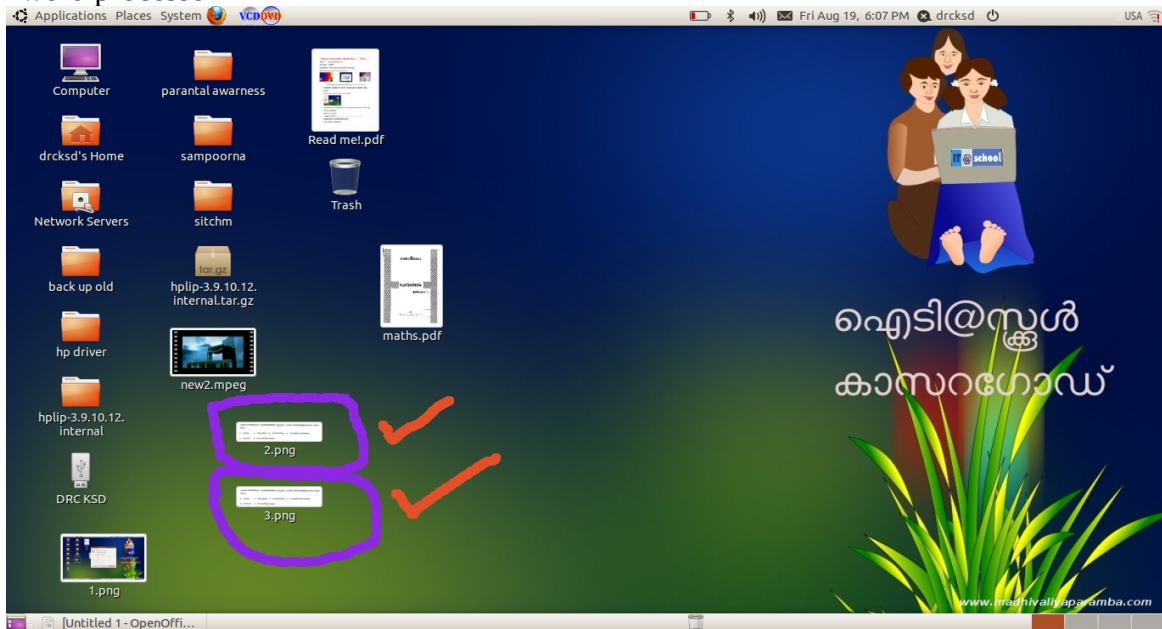 Applications Places System VCDDVD Fri Aug 19, 6:07 PM drcksd USA
Computer
parantal awarness
Read me!.pdf
drcksd's Home
sampoorna
Trash
Network Servers
sitchm
back up old
tar.gz
hplip-3.9.10.12.
internal.tar.gz
maths.pdf
hp driver
new2.mpeg
hplip-3.9.10.12.
internal
2.png
DRC KSD
3.png
1.png
IT@school
ഐടി@സ്കൂള്‍
കാസറഗോഡ്
www.madhivaliyaparamba.com
[Untitled 1 - OpenOffi...